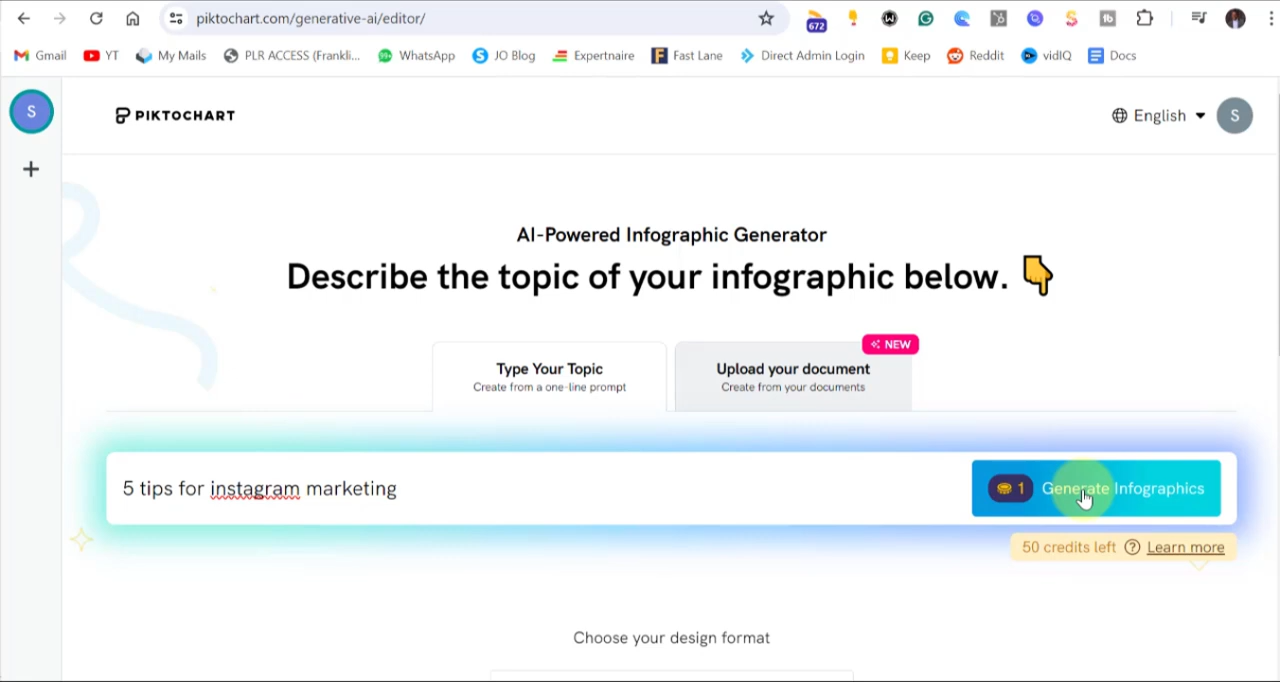 piktochart.com/generative-ai/editor/
672
Gmail YT My Mails PLR ACCESS (Frankli... WhatsApp JO Blog Expertnaire Fast Lane Direct Admin Login Keep Reddit vidIQ Docs
S
PIKTOCHART
English
S
AI-Powered Infographic Generator
Describe the topic of your infographic below.
NEW
Type Your Topic
Create from a one-line prompt
Upload your document
Create from your documents
5 tips for instagram marketing
1 Generate Infographics
50 credits left ? Learn more
Choose your design format